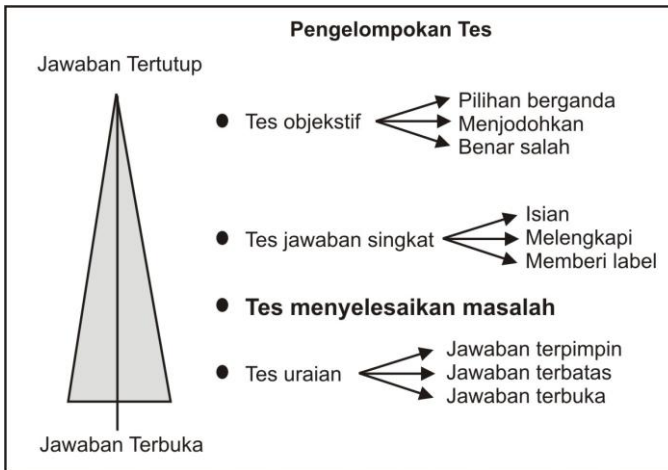 Pengelompokan Tes
Jawaban Tertutup
Tes objekstif
Pilihan berganda
Menjodohkan
Benar salah
Tes jawaban singkat
Isian
Melengkapi
Memberi label
Tes menyelesaikan masalah
Tes uraian
Jawaban terpimpin
Jawaban terbatas
Jawaban terbuka
Jawaban Terbuka